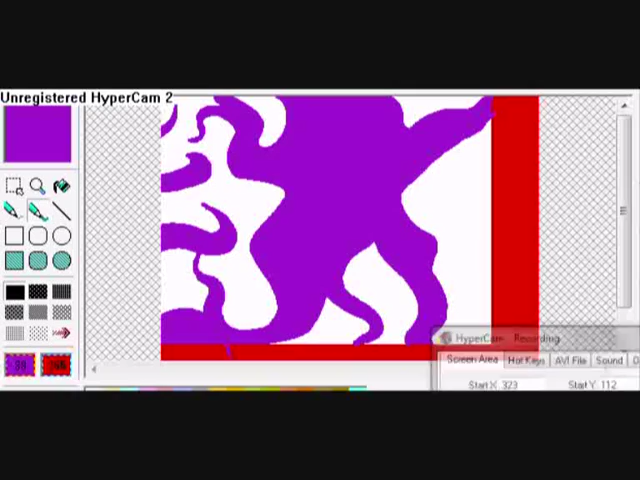 Unregistered HyperCam 2
HyperCam Recording
Screen Area Hot Keys AVI File Sound
Start X 323 Start Y: 112